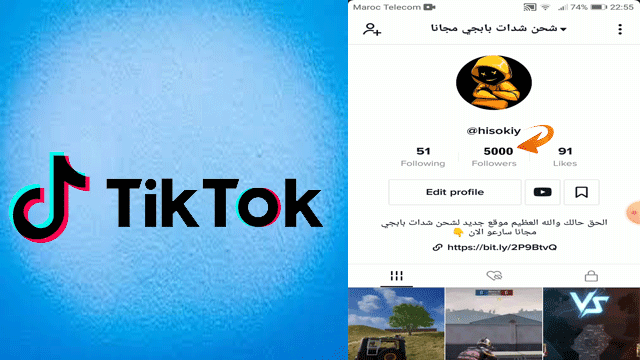 TikTok
Maroc Telecom
74%
22:55
شحن شدات بابجي مجانا
@hisokiy
51
5000
91
Following
Followers
Likes
Edit profile
الحق حالك والله العظيم موقع جديد لشحن شدات بابجي
مجانا سارعو الان 👇
https://bit.ly/2P9BtvQ
VS